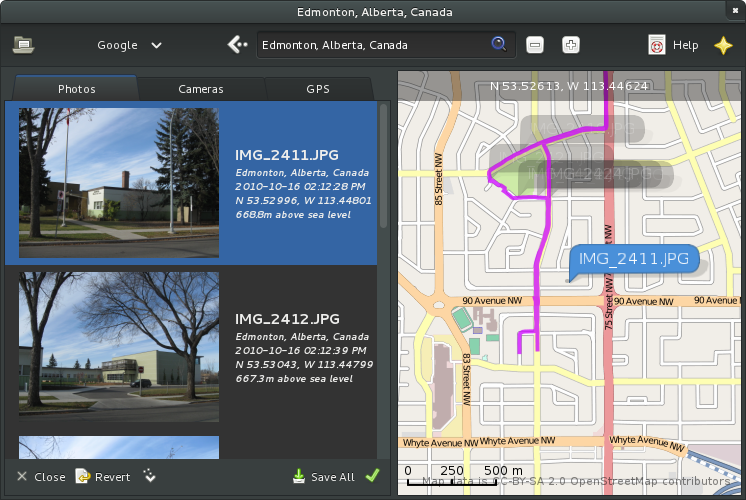 Edmonton, Alberta, Canada
Google
Edmonton, Alberta, Canada
Help
Photos
Cameras
GPS
IMG_2411.JPG
Edmonton, Alberta, Canada
2010-10-16 02:12:28 PM
N 53.52996, W 113.44801
668.8m above sea level
IMG_2412.JPG
Edmonton, Alberta, Canada
2010-10-16 02:12:39 PM
N 53.53043, W 113.44799
667.3m above sea level
Close
Revert
Save All
N 53.52613, W 113.44624
85 Street NW
IMG_2411.JPG
90 Avenue NW
90 Avenue NW
90 Aven
75 Street NW
83 Street NW
Whyte Avenue NW
Whyte Avenue NW
Whyte Avenue NW
0 250 500 m
Map data is CC-BY-SA 2.0 OpenStreetMap contributors